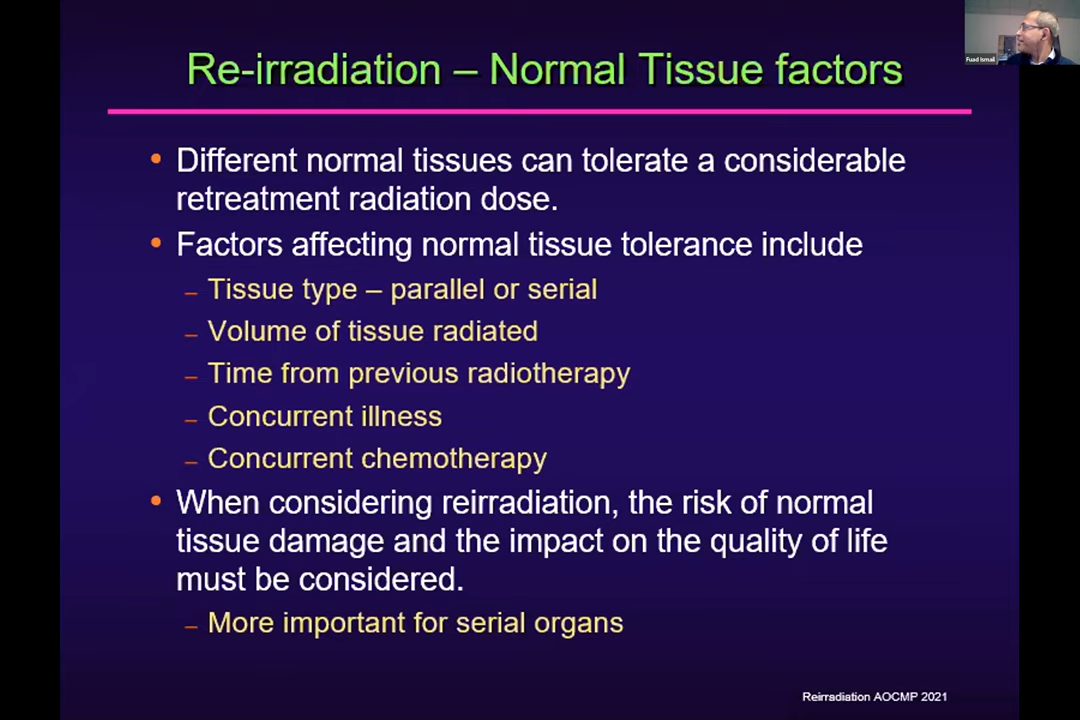 Re-irradiation – Normal Tissue factors
Fuad Ismail
• Different normal tissues can tolerate a considerable
retreatment radiation dose.
• Factors affecting normal tissue tolerance include
– Tissue type – parallel or serial
– Volume of tissue radiated
– Time from previous radiotherapy
– Concurrent illness
– Concurrent chemotherapy
• When considering reirradiation, the risk of normal
tissue damage and the impact on the quality of life
must be considered.
– More important for serial organs
Reirradiation AOCMP 2021